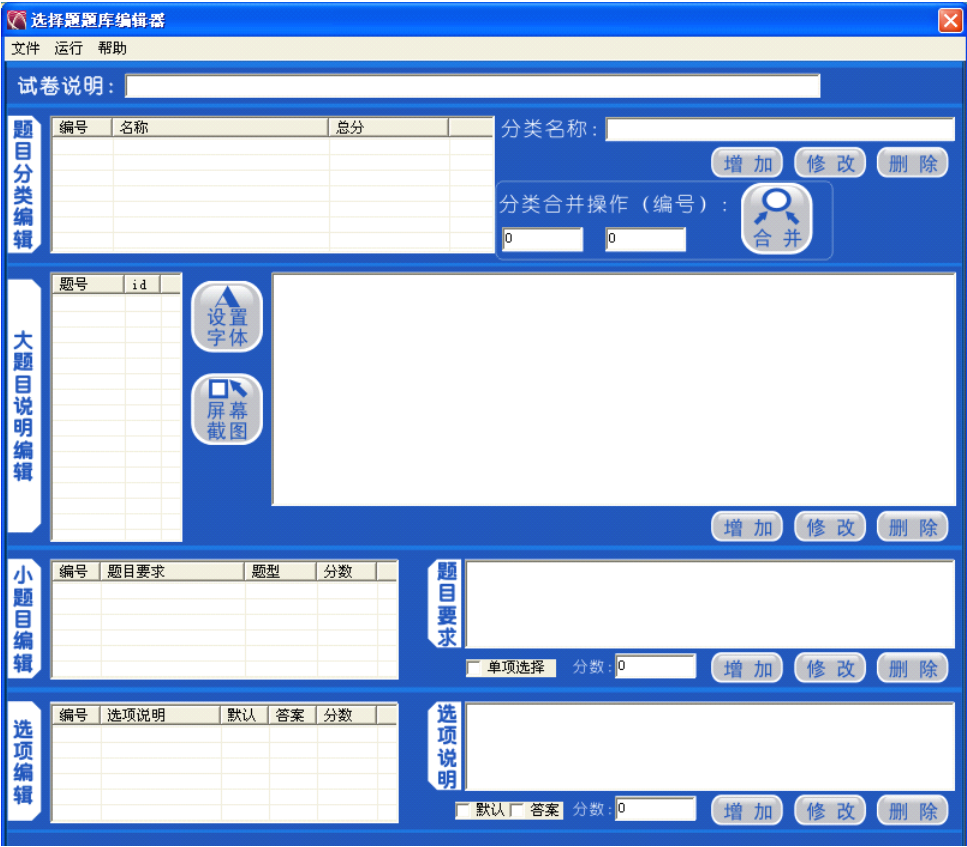 选择题题库编辑器
文件 运行 帮助
试卷说明：
题目分类编辑
编号 名称 总分
分类名称：
增加 修改 删除
分类合并操作（编号）：
0 0
合并
大题目说明编辑
题号 id
设置字体
屏幕截图
增加 修改 删除
小题目编辑
编号 题目要求 题型 分数
题目要求
单项选择 分数:0
增加 修改 删除
选项编辑
编号 选项说明 默认 答案 分数
选项说明
默认 答案 分数:0
增加 修改 删除